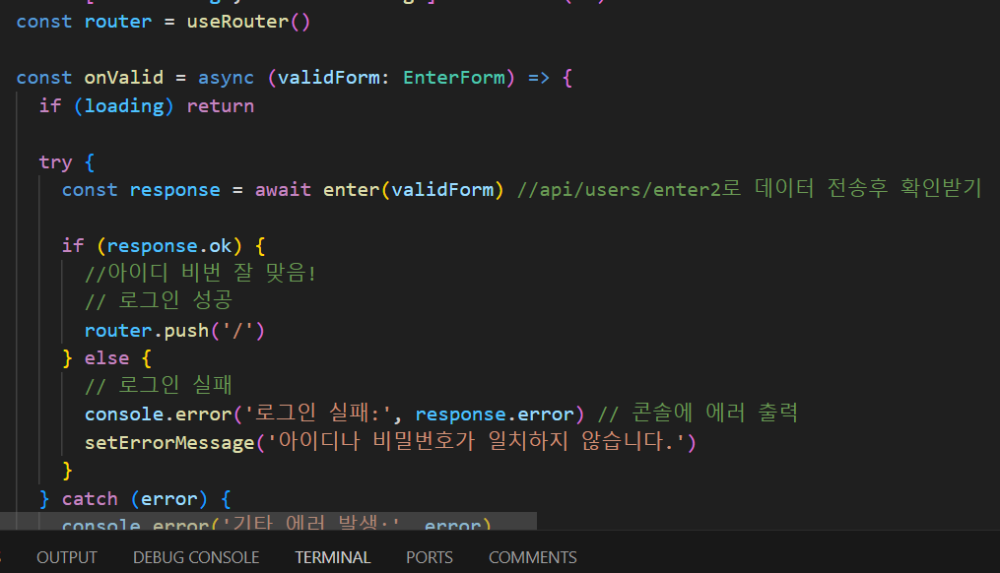 const router = useRouter()
const onValid = async (validForm: EnterForm) => {
if (loading) return
try {
const response = await enter(validForm) //api/users/enter2로 데이터 전송후 확인받기
if (response.ok) {
//아이디 비번 잘 맞음!
// 로그인 성공
router.push('/')
} else {
// 로그인 실패
console.error('로그인 실패:', response.error) // 콘솔에 에러 출력
setErrorMessage('아이디나 비밀번호가 일치하지 않습니다.')
}
} catch (error) {
console.error('기타 에러 발생:', error)
OUTPUT DEBUG CONSOLE TERMINAL PORTS COMMENTS